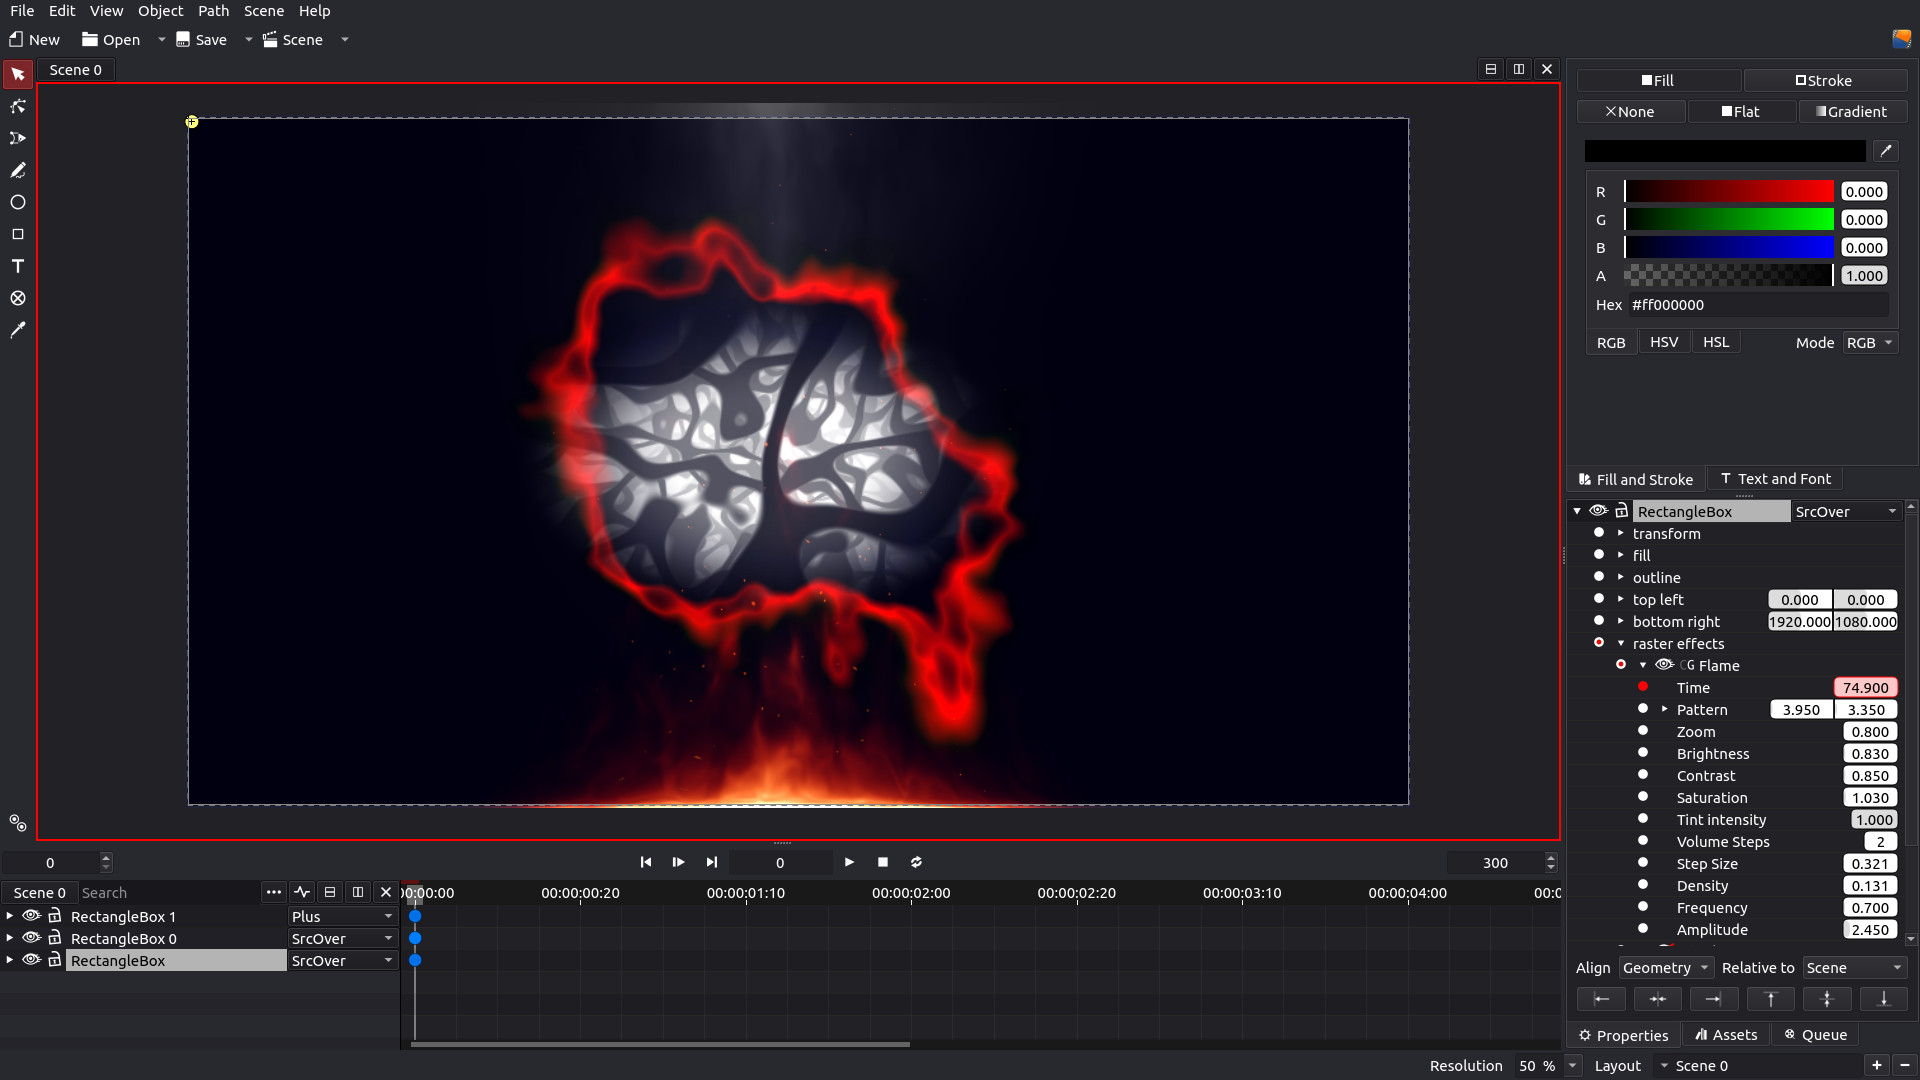 File Edit View Object Path Scene Help
New Open Save Scene
Scene 0
Fill Stroke
None Flat Gradient
R 0.000
G 0.000
B 0.000
A 1.000
Hex #ff000000
RGB HSV HSL Mode RGB
Fill and Stroke Text and Font
RectangleBox SrcOver
transform
fill
outline
top left 0.000 0.000
bottom right 1920.000 1080.000
raster effects
CG Flame
Time 74.900
Pattern 3.950 3.350
Zoom 0.800
Brightness 0.830
Contrast 0.850
Saturation 1.030
Tint intensity 1.000
Volume Steps 2
Step Size 0.321
Density 0.131
Frequency 0.700
Amplitude 2.450
Align Geometry Relative to Scene
Properties Assets Queue
0 0 300
Scene 0 Search 00:00:00:20 00:00:01:10 00:00:02:00 00:00:02:20 00:00:03:10 00:00:04:00
RectangleBox 1 Plus
RectangleBox 0 SrcOver
RectangleBox SrcOver
Resolution 50 % Layout Scene 0